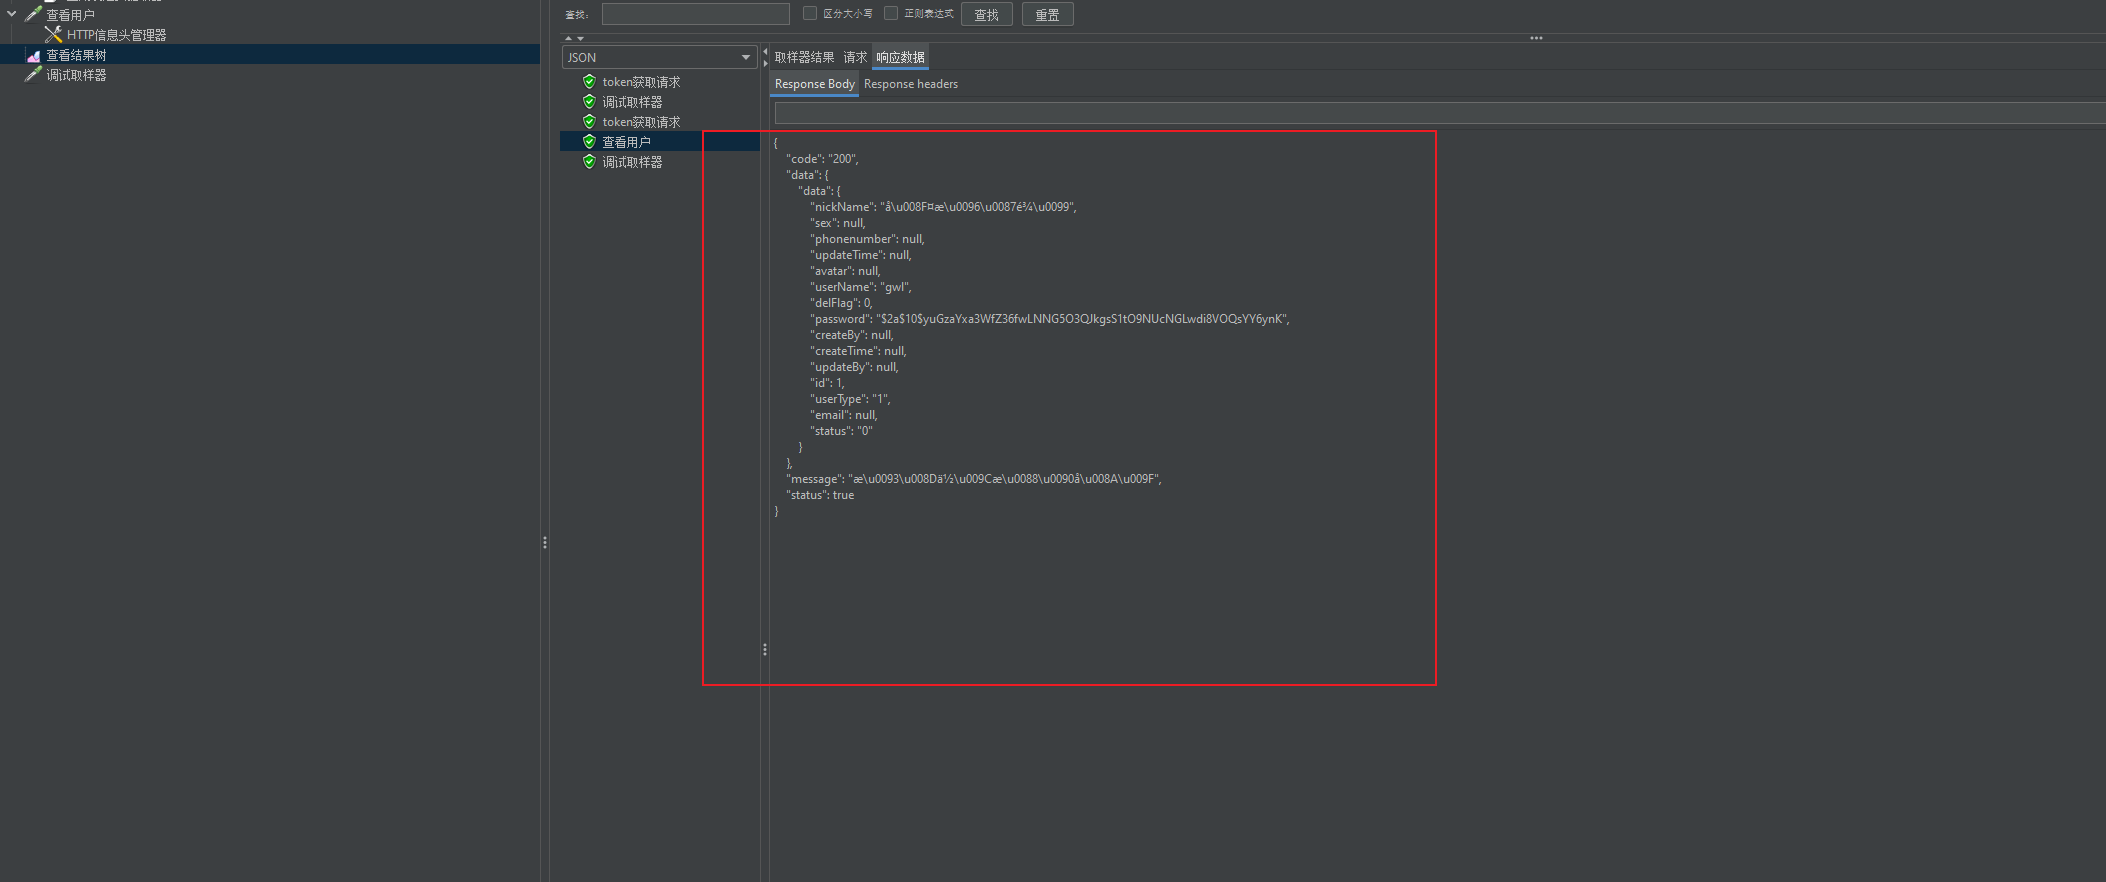 查看用户
HTTP信息头管理器
查看结果树
调试取样器
查找:
区分大小写
正则表达式
查找
重置
JSON
token获取请求
调试取样器
token获取请求
查看用户
调试取样器
取样器结果 请求 响应数据
Response Body Response headers
{
"code": "200",
"data": {
"data": {
"nickName": "å\u008F¤æ\u0096\u0087é¾\u0099",
"sex": null,
"phonenumber": null,
"updateTime": null,
"avatar": null,
"userName": "gwl",
"delFlag": 0,
"password": "$2a$10$yuGzaYxa3WfZ36fwLNNG5O3QJkgsS1tO9NUcNGLwdi8VOQsYY6ynK",
"createBy": null,
"createTime": null,
"updateBy": null,
"id": 1,
"userType": "1",
"email": null,
"status": "0"
}
},
"message": "æ\u0093\u008Dä½\u009Cæ\u0088\u0090å\u008A\u009F",
"status": true
}